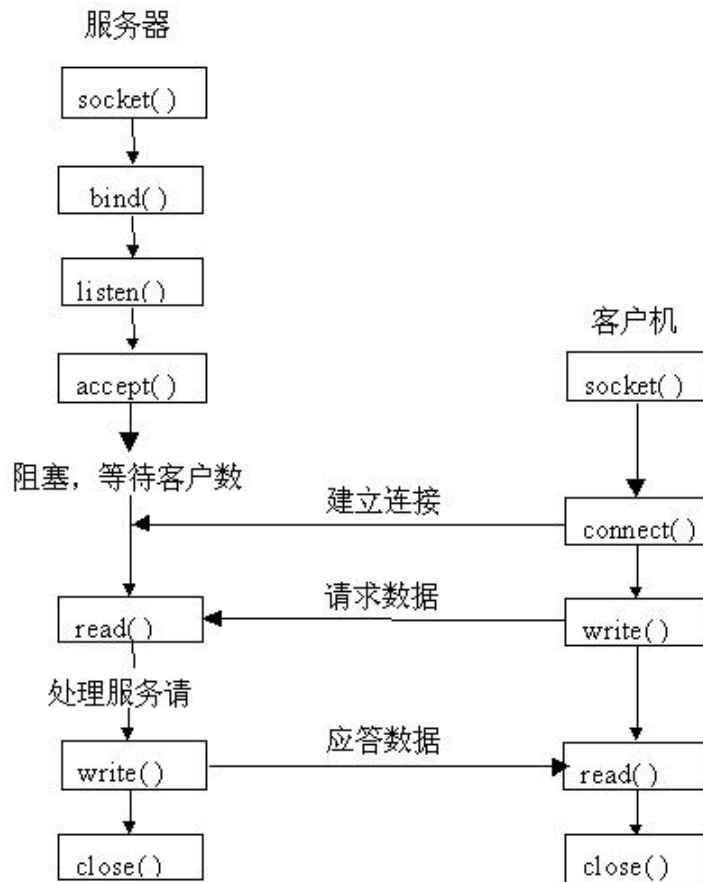 服务器
socket( )
bind( )
listen( )
客户机
accept( )
socket( )
阻塞，等待客户数
建立连接
connect( )
请求数据
read( )
write( )
处理服务请
应答数据
write( )
read( )
close( )
close( )